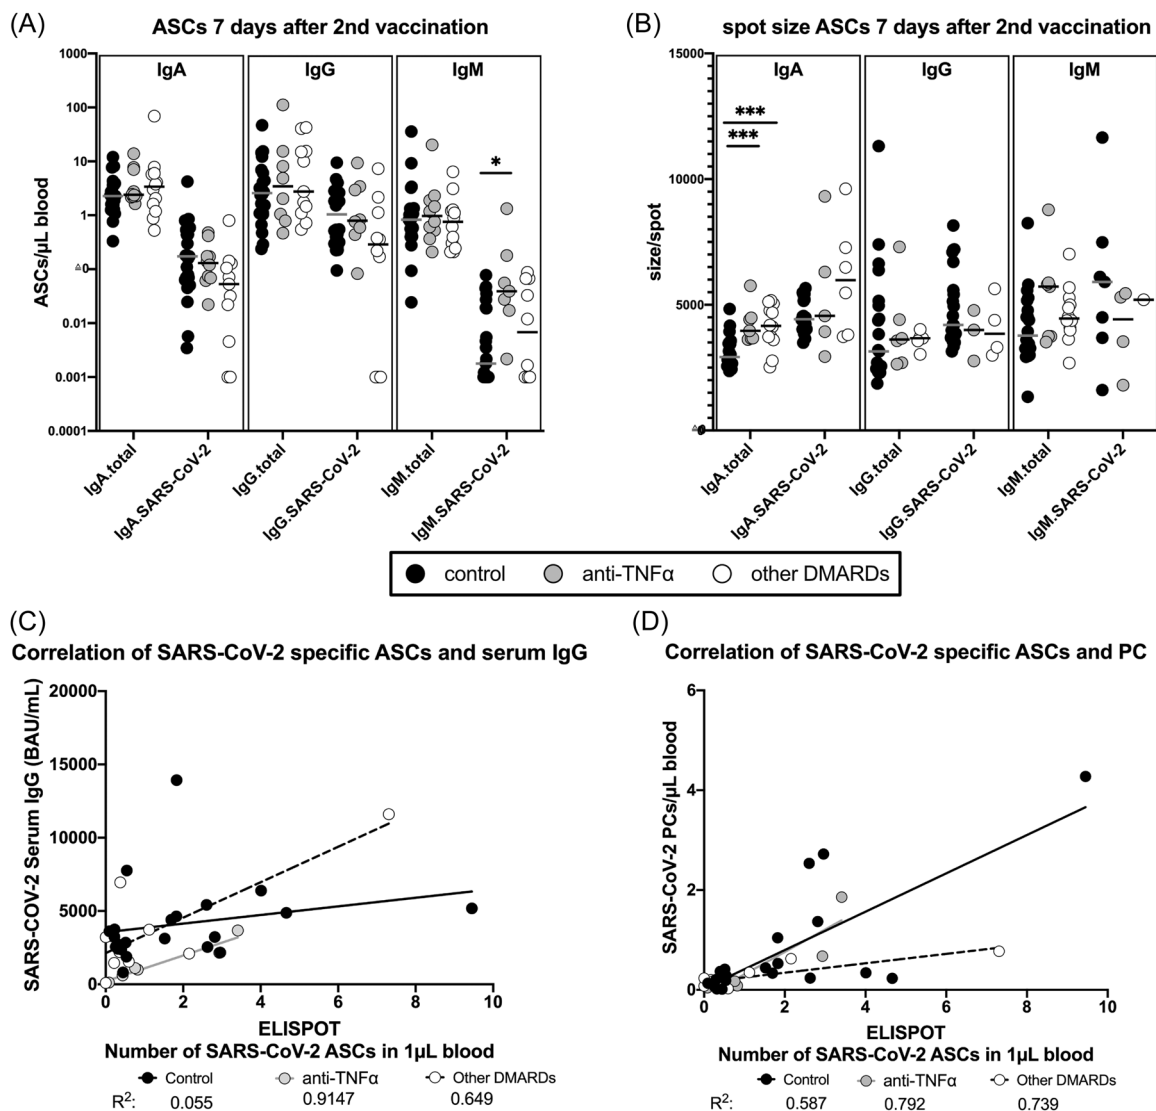 (A)
ASCs 7 days after 2nd vaccination
ASCs/µL blood
1000
100
10
1
0
0.01
0.001
0.0001
IgA
IgG
IgM
*
IgA.total
IgA.SARS-CoV-2
IgG.total
IgG.SARS-CoV-2
IgM.total
IgM.SARS-CoV-2
(B)
spot size ASCs 7 days after 2nd vaccination
size/spot
15000
10000
5000
0
IgA
IgG
IgM
***
***
IgA.total
IgA.SARS-CoV-2
IgG.total
IgG.SARS-CoV-2
IgM.total
IgM.SARS-CoV-2
control anti-TNFα other DMARDs
(C)
Correlation of SARS-CoV-2 specific ASCs and serum IgG
SARS-COV-2 Serum IgG (BAU/mL)
20000
15000
10000
5000
0
0 2 4 6 8 10
ELISPOT
Number of SARS-CoV-2 ASCs in 1µL blood
Control anti-TNFα Other DMARDs
R²: 0.055 0.9147 0.649
(D)
Correlation of SARS-CoV-2 specific ASCs and PC
SARS-CoV-2 PCs/µL blood
6
4
2
0
0 2 4 6 8 10
ELISPOT
Number of SARS-CoV-2 ASCs in 1µL blood
Control anti-TNFα Other DMARDs
R²: 0.587 0.792 0.739